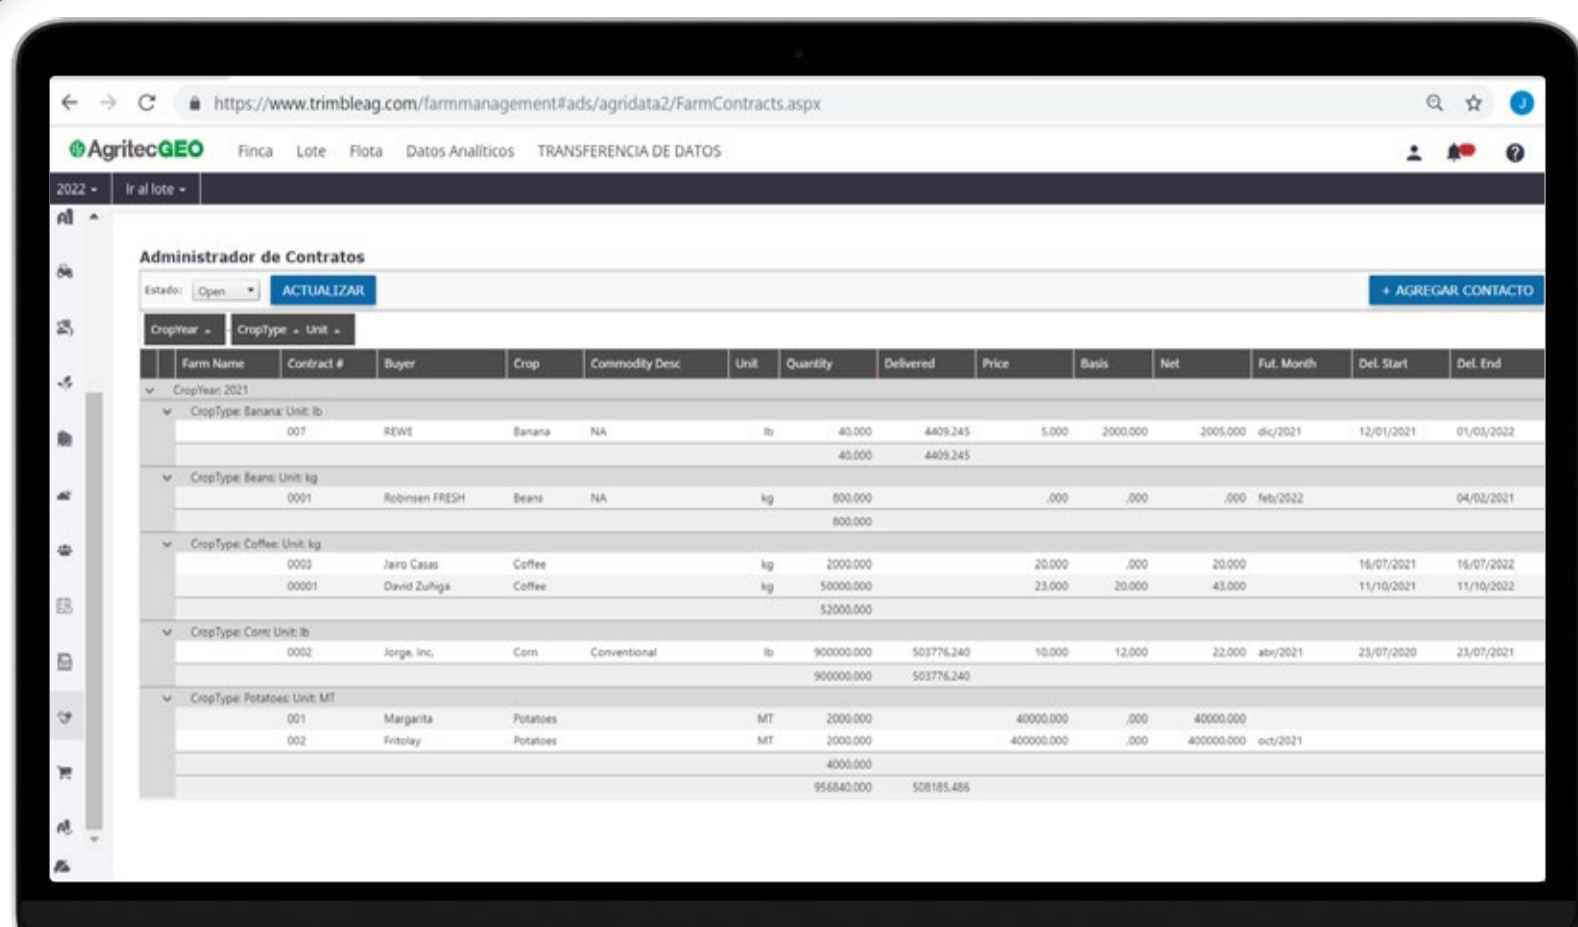 https://www.trimbleag.com/farmmanagement#ads/agridata2/FarmContracts.aspx J
AgritecGEO Finca Lote Flota Datos Analíticos TRANSFERENCIA DE DATOS
2022 Ir al lote
Administrador de Contratos
Estado: Open ACTUALIZAR + AGREGAR CONTACTO
CropYear CropType Unit
Farm Name Contract # Buyer Crop Commodity Desc Unit Quantity Delivered Price Basis Net Fut. Month Del. Start Del. End
CropYear: 2021
CropType: Banana: Unit: lb
007 REWE Banana NA lb 40.000 4409.245 5.000 2000.000 2005.000 dic/2021 12/01/2021 01/03/2022
40.000 4409.245
CropType: Beans: Unit: kg
0001 Robinsen FRESH Beans NA kg 800.000 .000 .000 .000 feb/2022 04/02/2021
800.000
CropType: Coffee: Unit: kg
0003 Jairo Casas Coffee kg 2000.000 20.000 .000 20.000 16/07/2021 16/07/2022
00001 David Zuñiga Coffee kg 50000.000 23.000 20.000 43.000 11/10/2021 11/10/2022
52000.000
CropType: Corn: Unit: lb
0002 Jorge, Inc. Corn Conventional lb 900000.000 503776.240 10.000 12.000 22.000 abr/2021 23/07/2020 23/07/2021
900000.000 503776.240
CropType: Potatoes: Unit: MT
001 Margarita Potatoes MT 2000.000 40000.000 .000 40000.000
002 Fritolay Potatoes MT 2000.000 400000.000 .000 400000.000 oct/2021
4000.000
956840.000 508185.486